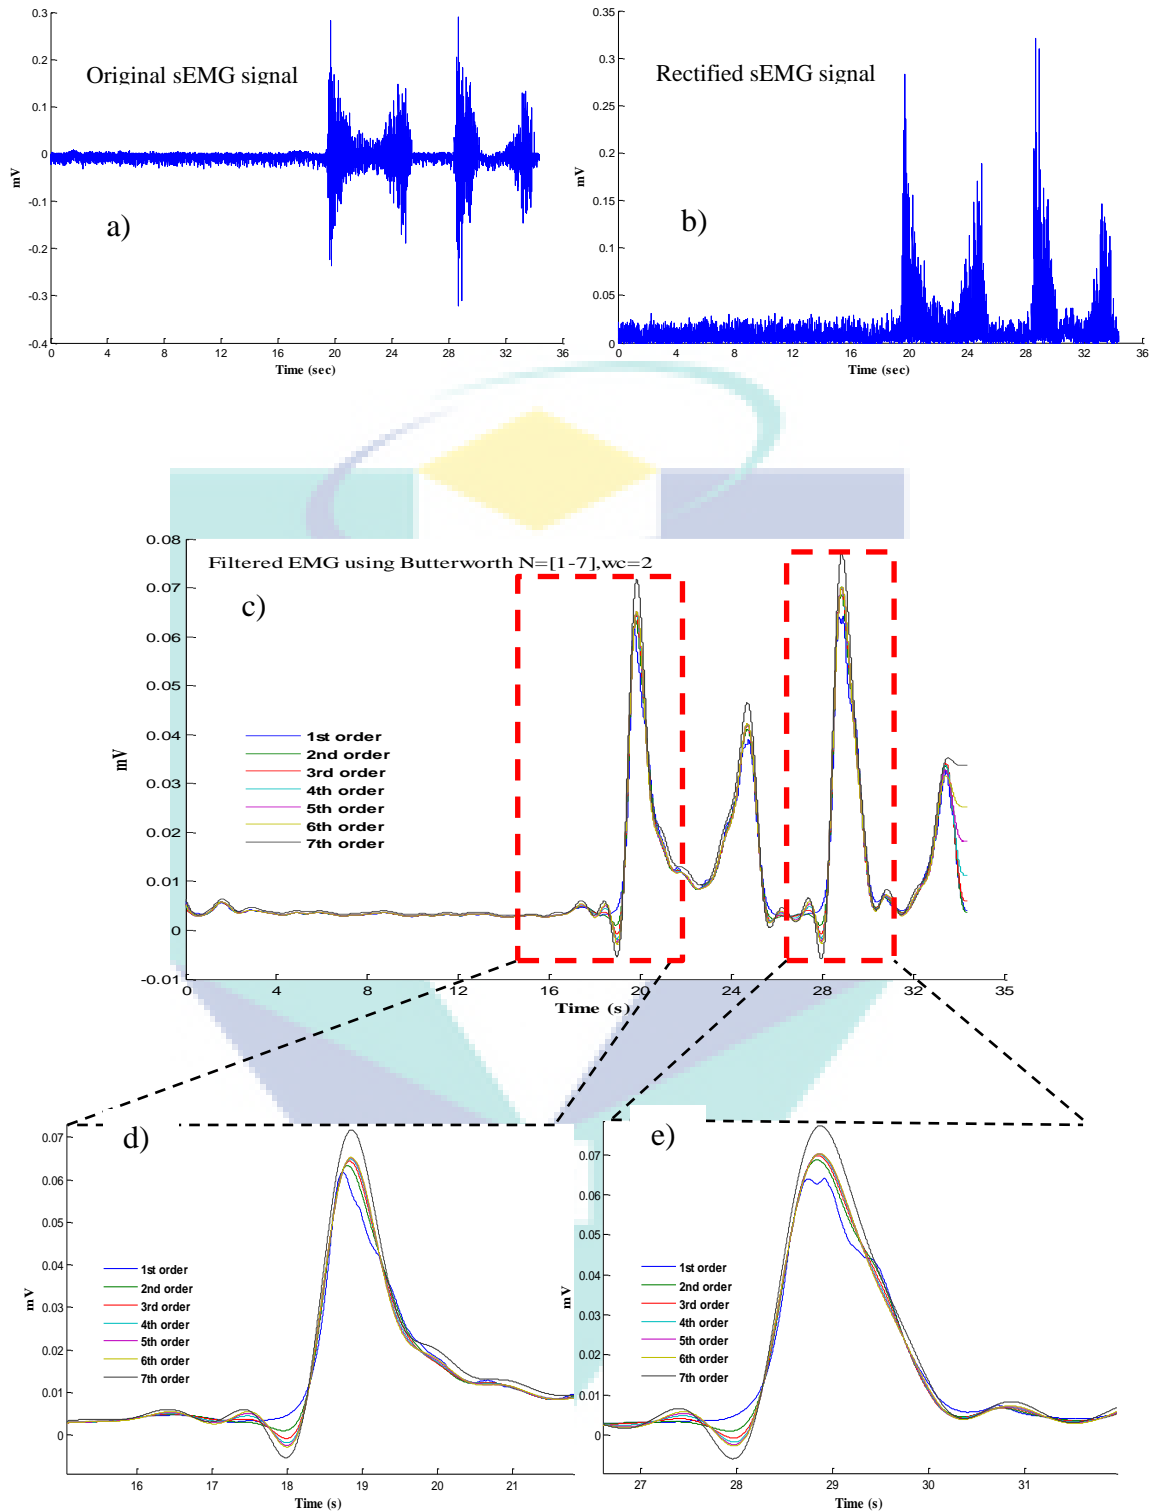 0.3
0.2
0.1
0
-0.1
-0.2
-0.3
-0.4
mV
Original sEMG signal
a)
0
4
8
12
16
20
24
28
32
36
Time (sec)
0.35
0.3
0.25
0.2
0.15
0.1
0.05
0
mV
Rectified sEMG signal
b)
0
4
8
12
16
20
24
28
32
36
Time (sec)
0.08
0.07
0.06
0.05
0.04
0.03
0.02
0.01
0
-0.01
mV
Filtered EMG using Butterworth N=[1-7],wc=2
c)
1st order
2nd order
3rd order
4th order
5th order
6th order
7th order
0
4
8
12
16
20
24
28
32
35
Time (s)
d)
0.07
0.06
0.05
0.04
0.03
0.02
0.01
0
mV
1st order
2nd order
3rd order
4th order
5th order
6th order
7th order
16
17
18
19
20
21
Time (s)
e)
0.07
0.06
0.05
0.04
0.03
0.02
0.01
0
mV
1st order
2nd order
3rd order
4th order
5th order
6th order
7th order
27
28
29
30
31
Time (s)